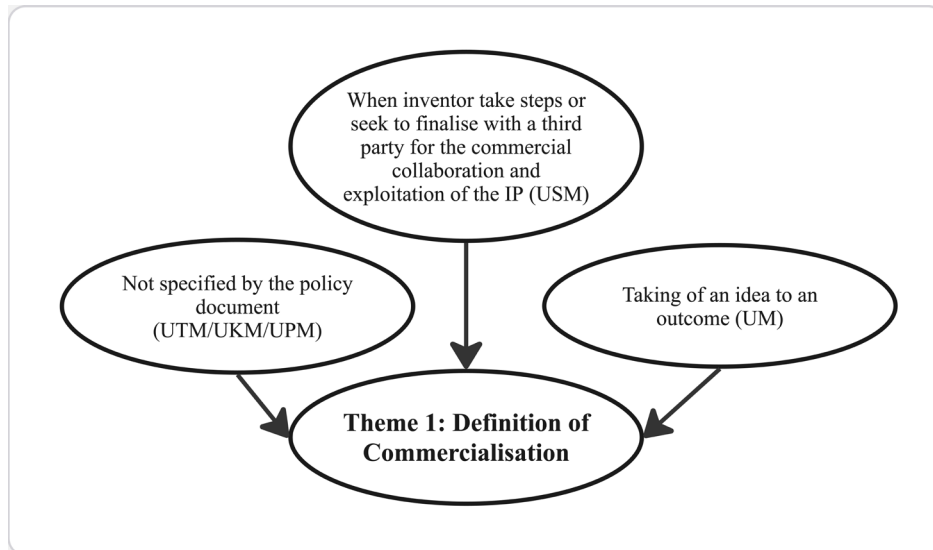 When inventor take steps or
seek to finalise with a third
party for the commercial
collaboration and
exploitation of the IP (USM)
Not specified by the policy
document
(UTM/UKM/UPM)
Taking of an idea to an
outcome (UM)
Theme 1: Definition of
Commercialisation